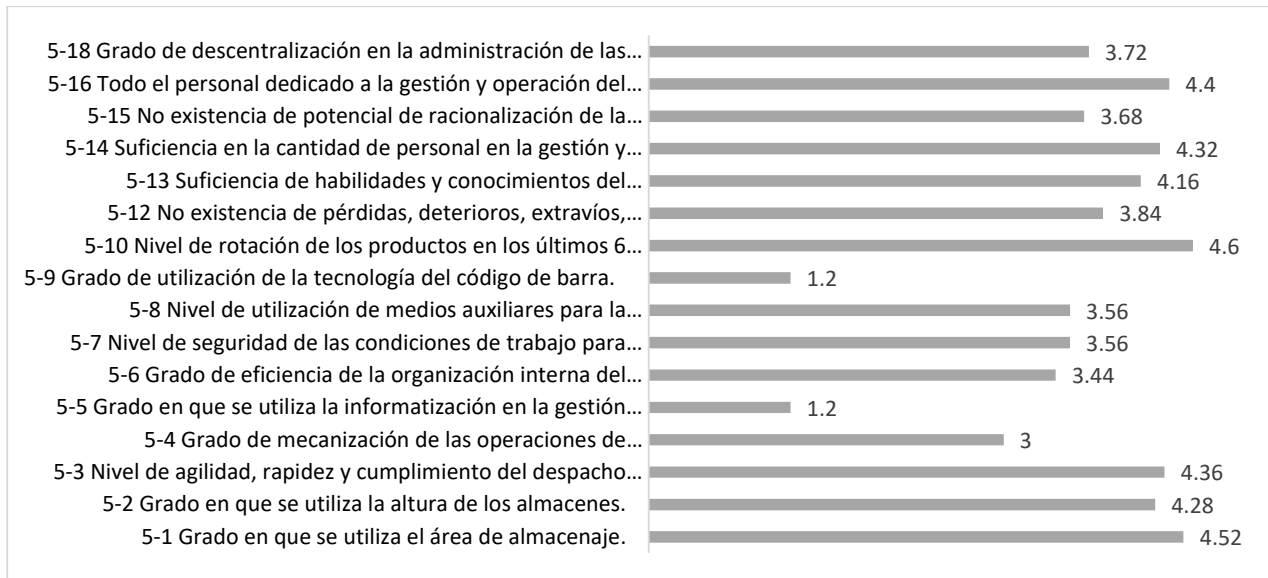 5-18 Grado de descentralización en la administración de las... 3.72
5-16 Todo el personal dedicado a la gestión y operación del... 4.4
5-15 No existencia de potencial de racionalización de la... 3.68
5-14 Suficiencia en la cantidad de personal en la gestión y... 4.32
5-13 Suficiencia de habilidades y conocimientos del... 4.16
5-12 No existencia de pérdidas, deterioros, extravíos,... 3.84
5-10 Nivel de rotación de los productos en los últimos 6... 4.6
5-9 Grado de utilización de la tecnología del código de barra. 1.2
5-8 Nivel de utilización de medios auxiliares para la... 3.56
5-7 Nivel de seguridad de las condiciones de trabajo para... 3.56
5-6 Grado de eficiencia de la organización interna del... 3.44
5-5 Grado en que se utiliza la informatización en la gestión... 1.2
5-4 Grado de mecanización de las operaciones de... 3
5-3 Nivel de agilidad, rapidez y cumplimiento del despacho... 4.36
5-2 Grado en que se utiliza la altura de los almacenes. 4.28
5-1 Grado en que se utiliza el área de almacenaje. 4.52